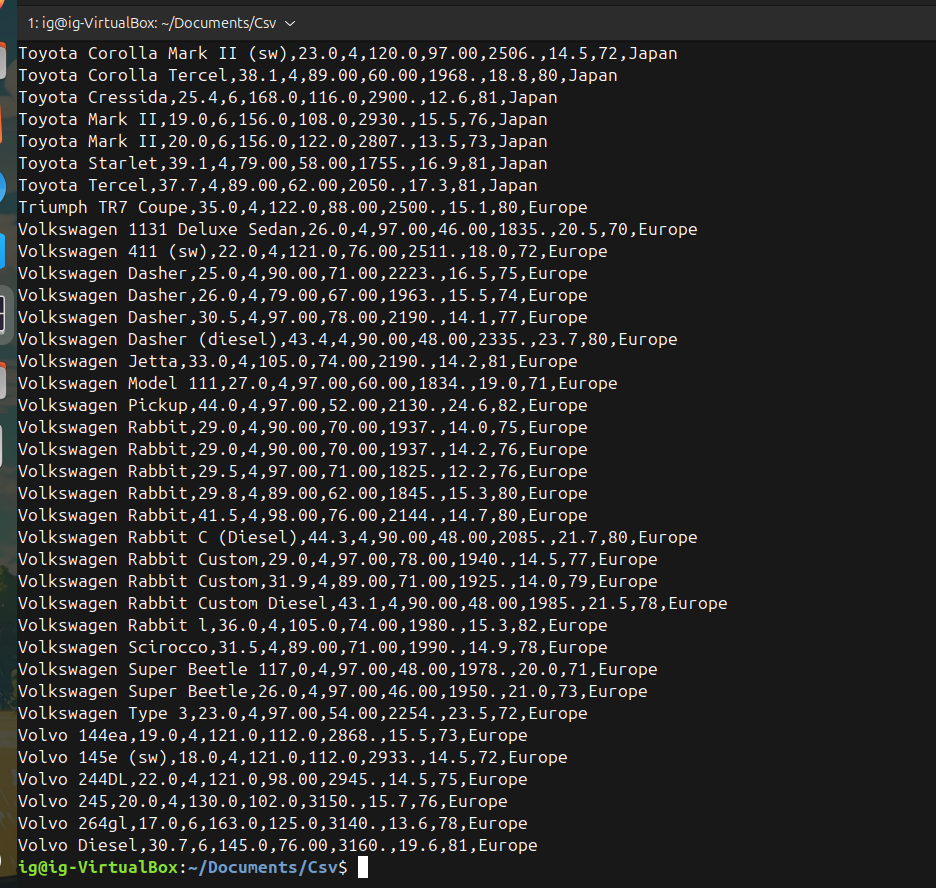 1: ig@ig-VirtualBox: ~/Documents/Csv
Toyota Corolla Mark II (sw),23.0,4,120.0,97.00,2506.,14.5,72,Japan
Toyota Corolla Tercel,38.1,4,89.00,60.00,1968.,18.8,80,Japan
Toyota Cressida,25.4,6,168.0,116.0,2900.,12.6,81,Japan
Toyota Mark II,19.0,6,156.0,108.0,2930.,15.5,76,Japan
Toyota Mark II,20.0,6,156.0,122.0,2807.,13.5,73,Japan
Toyota Starlet,39.1,4,79.00,58.00,1755.,16.9,81,Japan
Toyota Tercel,37.7,4,89.00,62.00,2050.,17.3,81,Japan
Triumph TR7 Coupe,35.0,4,122.0,88.00,2500.,15.1,80,Europe
Volkswagen 1131 Deluxe Sedan,26.0,4,97.00,46.00,1835.,20.5,70,Europe
Volkswagen 411 (sw),22.0,4,121.0,76.00,2511.,18.0,72,Europe
Volkswagen Dasher,25.0,4,90.00,71.00,2223.,16.5,75,Europe
Volkswagen Dasher,26.0,4,79.00,67.00,1963.,15.5,74,Europe
Volkswagen Dasher,30.5,4,97.00,78.00,2190.,14.1,77,Europe
Volkswagen Dasher (diesel),43.4,4,90.00,48.00,2335.,23.7,80,Europe
Volkswagen Jetta,33.0,4,105.0,74.00,2190.,14.2,81,Europe
Volkswagen Model 111,27.0,4,97.00,60.00,1834.,19.0,71,Europe
Volkswagen Pickup,44.0,4,97.00,52.00,2130.,24.6,82,Europe
Volkswagen Rabbit,29.0,4,90.00,70.00,1937.,14.0,75,Europe
Volkswagen Rabbit,29.0,4,90.00,70.00,1937.,14.2,76,Europe
Volkswagen Rabbit,29.5,4,97.00,71.00,1825.,12.2,76,Europe
Volkswagen Rabbit,29.8,4,89.00,62.00,1845.,15.3,80,Europe
Volkswagen Rabbit,41.5,4,98.00,76.00,2144.,14.7,80,Europe
Volkswagen Rabbit C (Diesel),44.3,4,90.00,48.00,2085.,21.7,80,Europe
Volkswagen Rabbit Custom,29.0,4,97.00,78.00,1940.,14.5,77,Europe
Volkswagen Rabbit Custom,31.9,4,89.00,71.00,1925.,14.0,79,Europe
Volkswagen Rabbit Custom Diesel,43.1,4,90.00,48.00,1985.,21.5,78,Europe
Volkswagen Rabbit l,36.0,4,105.0,74.00,1980.,15.3,82,Europe
Volkswagen Scirocco,31.5,4,89.00,71.00,1990.,14.9,78,Europe
Volkswagen Super Beetle 117,0,4,97.00,48.00,1978.,20.0,71,Europe
Volkswagen Super Beetle,26.0,4,97.00,46.00,1950.,21.0,73,Europe
Volkswagen Type 3,23.0,4,97.00,54.00,2254.,23.5,72,Europe
Volvo 144ea,19.0,4,121.0,112.0,2868.,15.5,73,Europe
Volvo 145e (sw),18.0,4,121.0,112.0,2933.,14.5,72,Europe
Volvo 244DL,22.0,4,121.0,98.00,2945.,14.5,75,Europe
Volvo 245,20.0,4,130.0,102.0,3150.,15.7,76,Europe
Volvo 264gl,17.0,6,163.0,125.0,3140.,13.6,78,Europe
Volvo Diesel,30.7,6,145.0,76.00,3160.,19.6,81,Europe
ig@ig-VirtualBox:~/Documents/Csv$